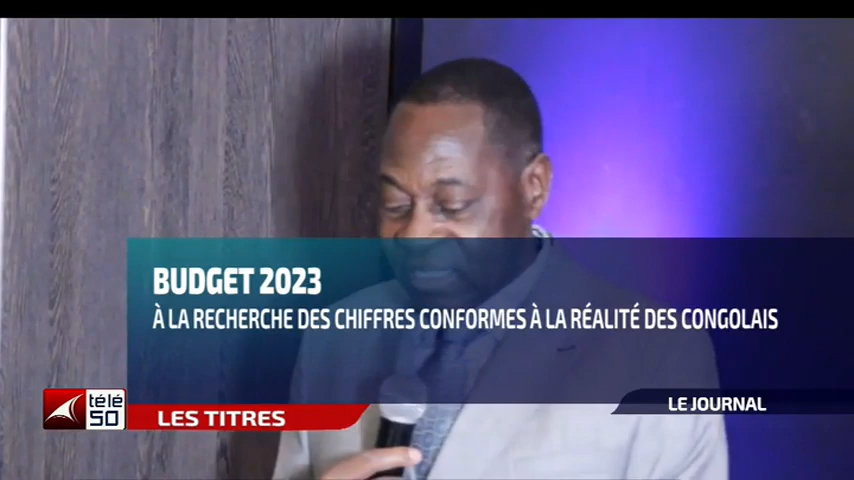 BUDGET 2023
À LA RECHERCHE DES CHIFFRES CONFORMES À LA RÉALITÉ DES CONGOLAIS
télé
50
LES TITRES
LE JOURNAL